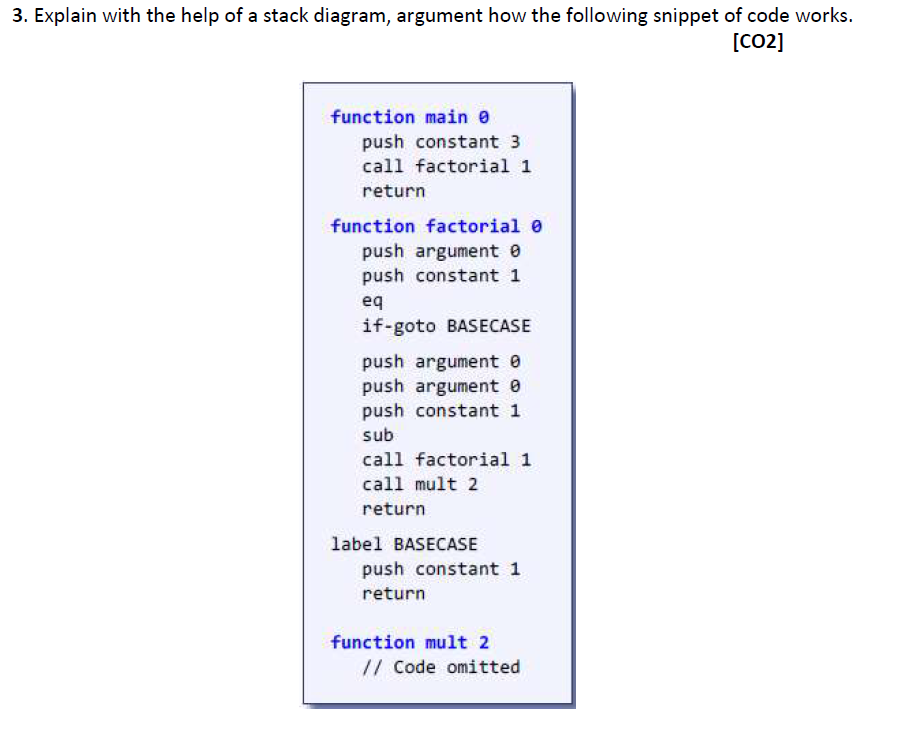 3. Explain with the help of a stack diagram, argument how the following snippet of code works.
[CO2]
function main 0
push constant 3
call factorial 1
return
function factorial 0
push argument 0
push constant 1
eq
if-goto BASECASE
push argument 0
push argument 0
push constant 1
sub
call factorial 1
call mult 2
return
label BASECASE
push constant 1
return
function mult 2
// Code omitted